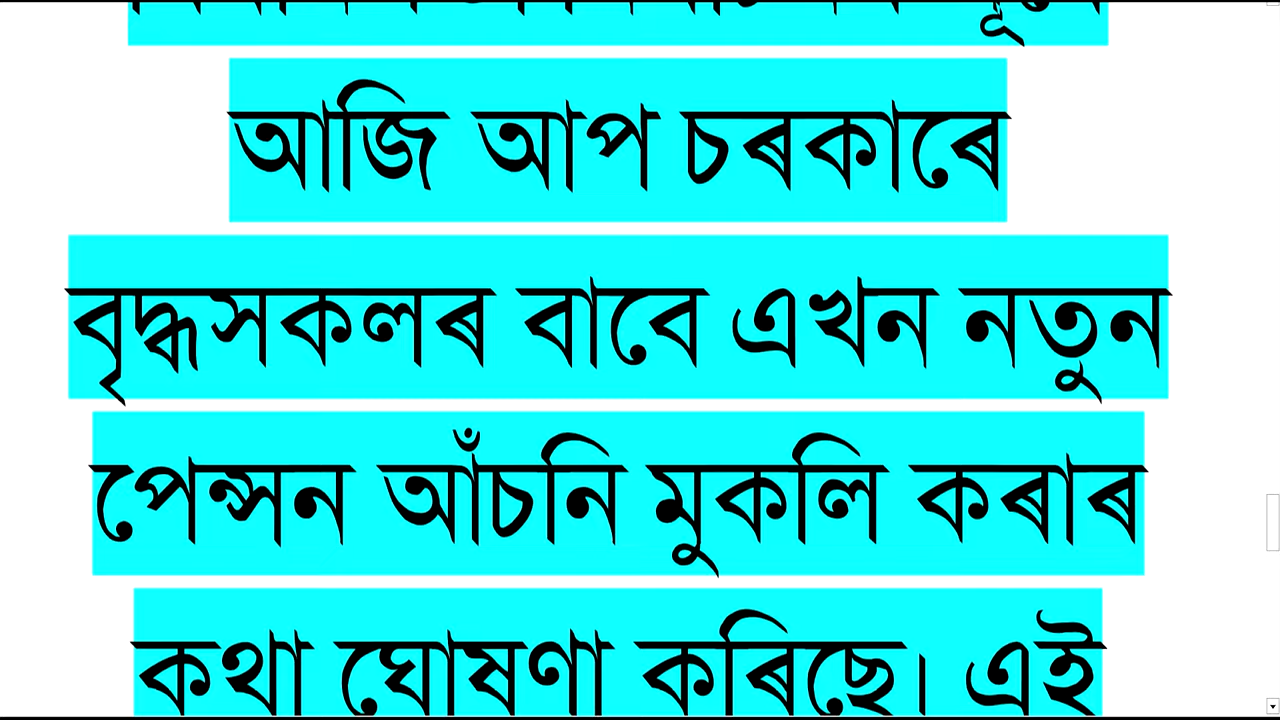 আজি আপ চৰকাৰে
বৃদ্ধসকলৰ বাবে এখন নতুন
পেন্সন আঁচনি মুকলি কৰাৰ
কথা ঘোষণা কৰিছে। এই